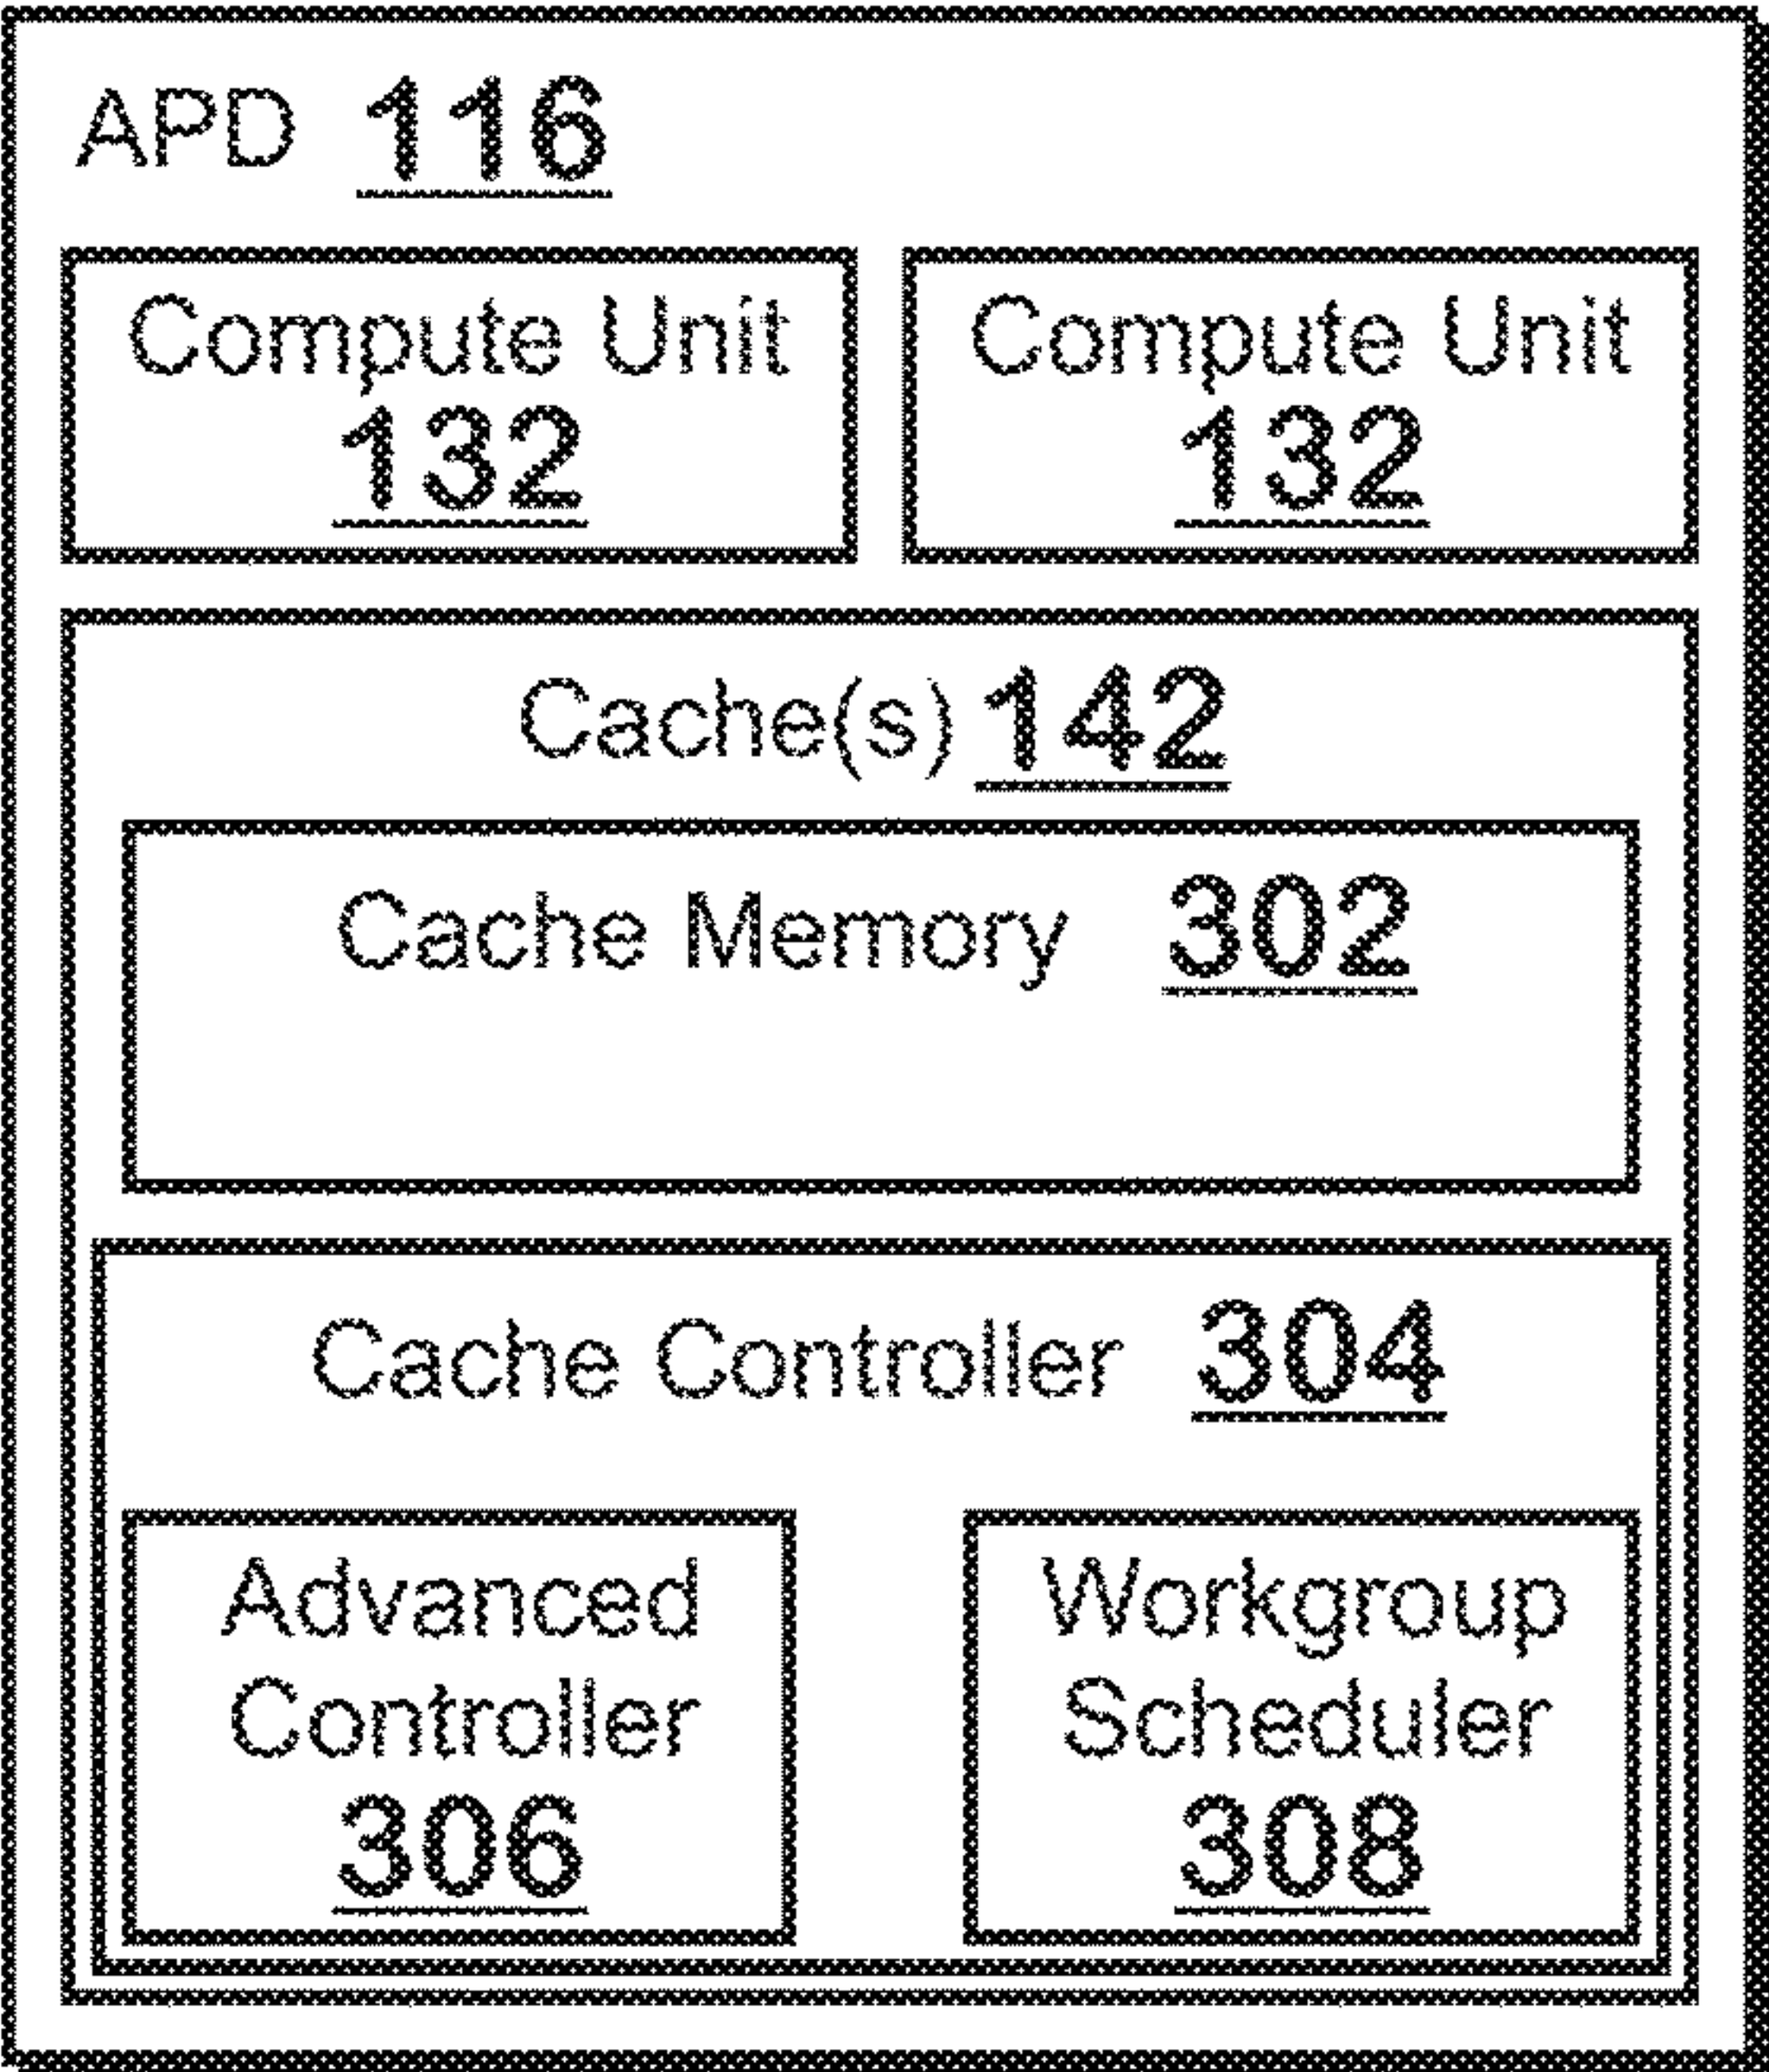 APD 116
Compute Unit
132
Compute Unit
132
Cache(s) 142
Cache Memory 302
Cache Controller 304
Advanced
Controller
306
Workgroup
Scheduler
308